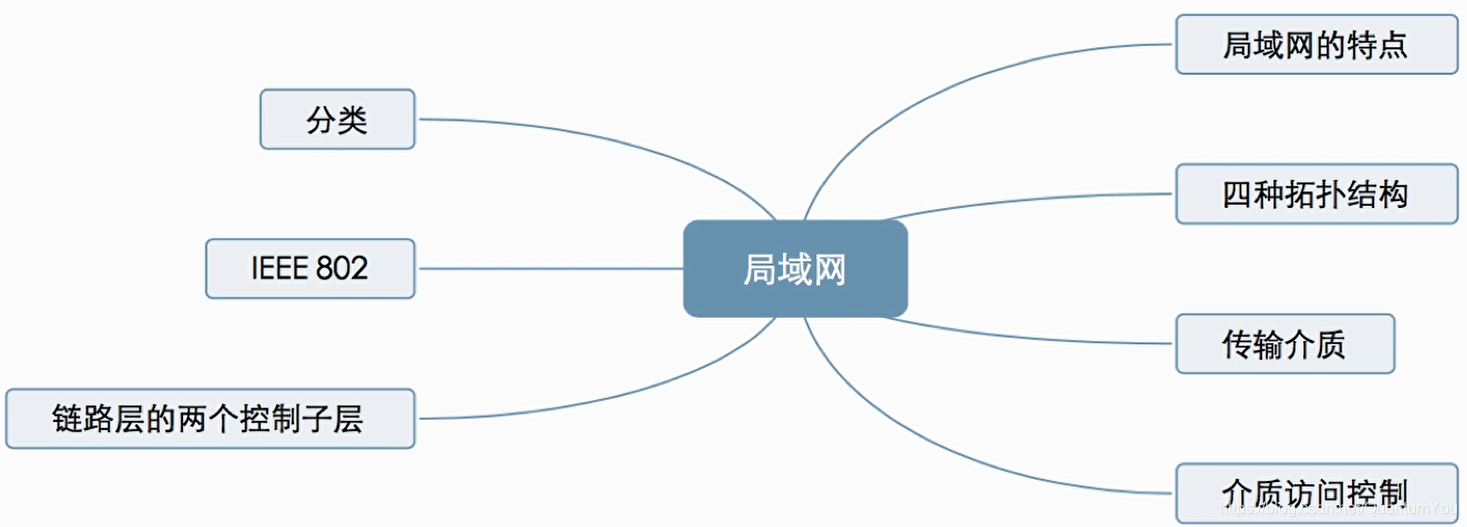 局域网的特点
分类
四种拓扑结构
IEEE 802
局域网
传输介质
链路层的两个控制子层
介质访问控制